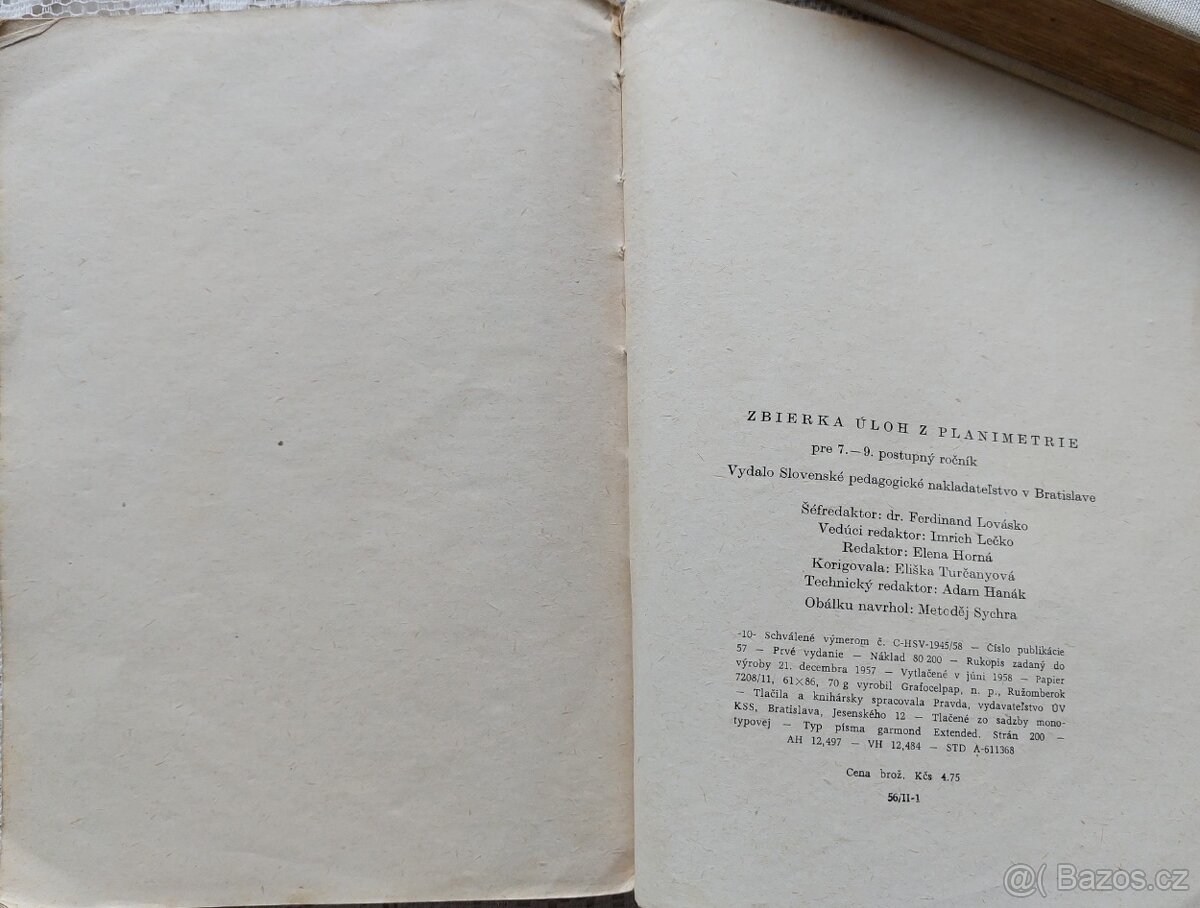 ZBIERKA ÚLOH Z PLANIMETRIE
pre 7.—9. postupný ročník
Vydalo Slovenské pedagogické nakladateľstvo v Bratislave
Šéfredaktor: dr. Ferdinand Lovásko
Vedúci redaktor: Imrich Lečko
Redaktor: Elena Horná
Korigovala: Eliška Turčanyová
Technický redaktor: Adam Hanák
Obálku navrhol: Metoděj Sychra
-10- Schválené výmerom č. C-HSV-1945/58 — Číslo publikácie
57 — Prvé vydanie — Náklad 80 200 — Rukopis zadaný do
výroby 21. decembra 1957 — Vytlačené v júni 1958 — Papier
7208/11, 61×86, 70 g vyrobil Grafocelpap, n. p., Ružomberok
— Tlačila a knihársky spracovala Pravda, vydavateľstvo ÚV
KSS, Bratislava, Jesenského 12 — Tlačené zo sadzby mono-
typovej — Typ písma garmond Extended. Strán 200 —
AH 12,497 — VH 12,484 — STD A-611368
Cena brož. Kčs 4.75
56/II-1
@( Bazoš.cz